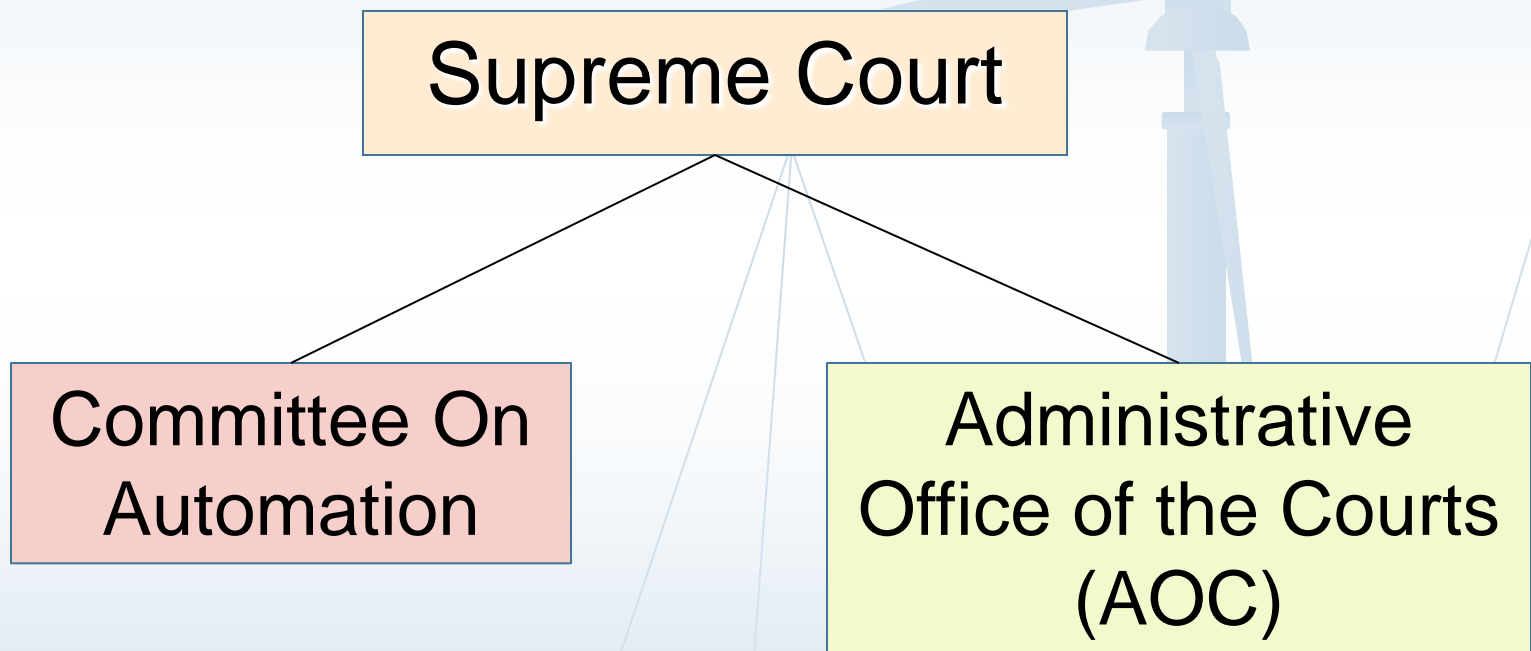 Supreme Court
Committee On
Automation
Administrative
Office of the Courts
(AOC)